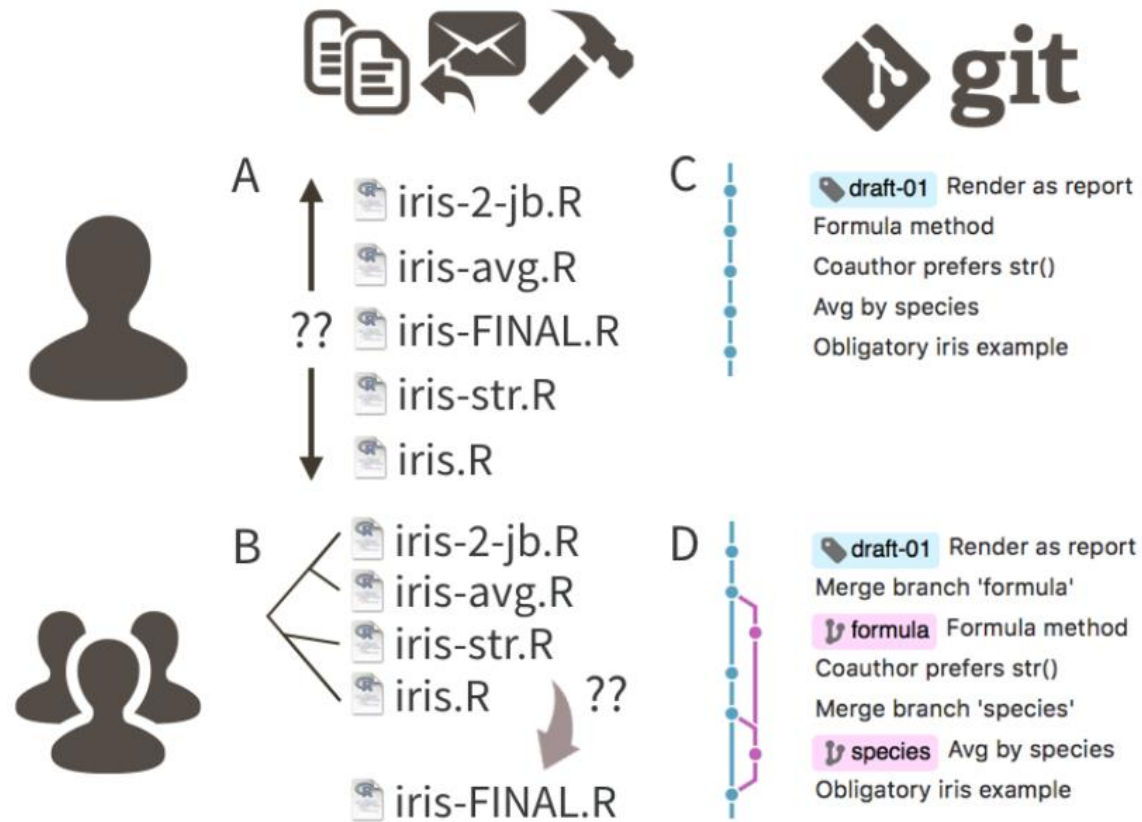 git
A
iris-2-jb.R
iris-avg.R
??
iris-FINAL.R
iris-str.R
iris.R
C
draft-01 Render as report
Formula method
Coauthor prefers str()
Avg by species
Obligatory iris example
B
iris-2-jb.R
iris-avg.R
iris-str.R
iris.R
??
iris-FINAL.R
D
draft-01 Render as report
Merge branch 'formula'
formula Formula method
Coauthor prefers str()
Merge branch 'species'
species Avg by species
Obligatory iris example